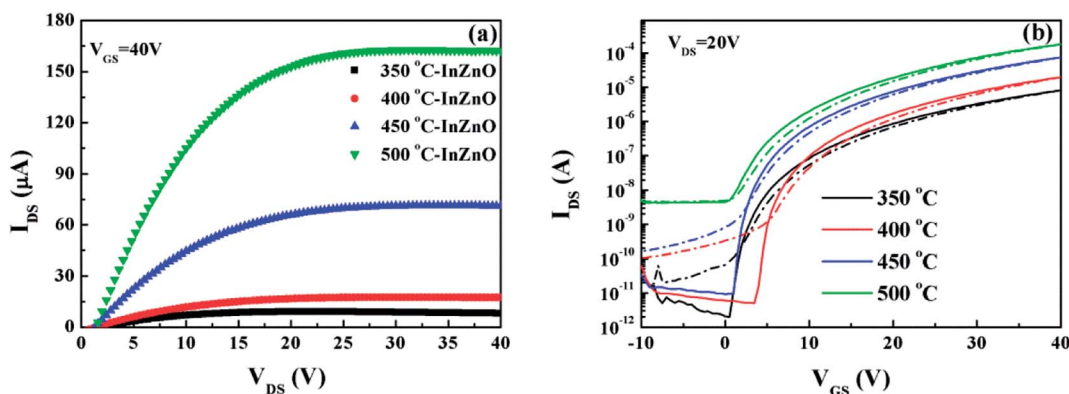 180
150
120
90
60
30
0
I_DS (μA)
V_GS=40V
(a)
350 °C-InZnO
400 °C-InZnO
450 °C-InZnO
500 °C-InZnO
0 5 10 15 20 25 30 35 40
V_DS (V)
10^-4
10^-5
10^-6
10^-7
10^-8
10^-9
10^-10
10^-11
10^-12
I_DS (A)
V_DS=20V
(b)
350 °C
400 °C
450 °C
500 °C
-10 0 10 20 30 40
V_GS (V)